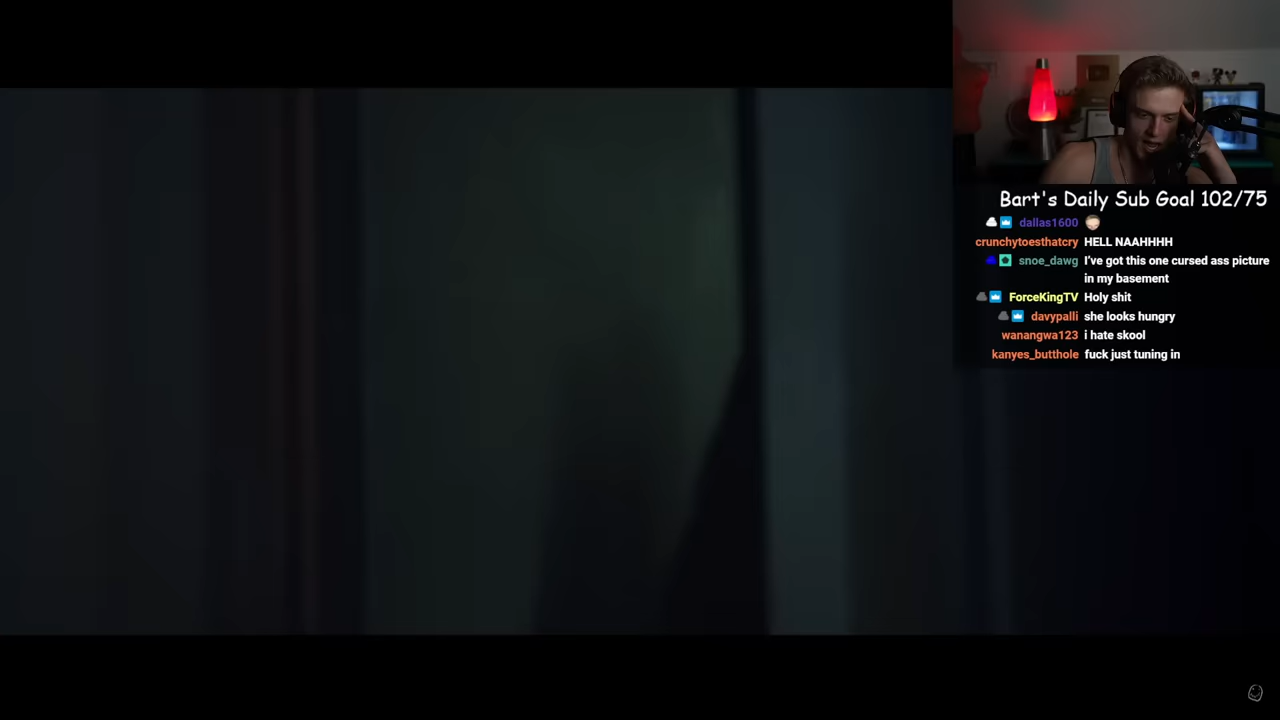 Bart's Daily Sub Goal 102/75
dallas1600
crunchytoesthatcry HELL NAAHHHH
snoe_dawg I've got this one cursed ass picture
in my basement
ForceKingTV Holy shit
davypalli she looks hungry
wanangwa123 i hate skool
kanyes_butthole fuck just tuning in